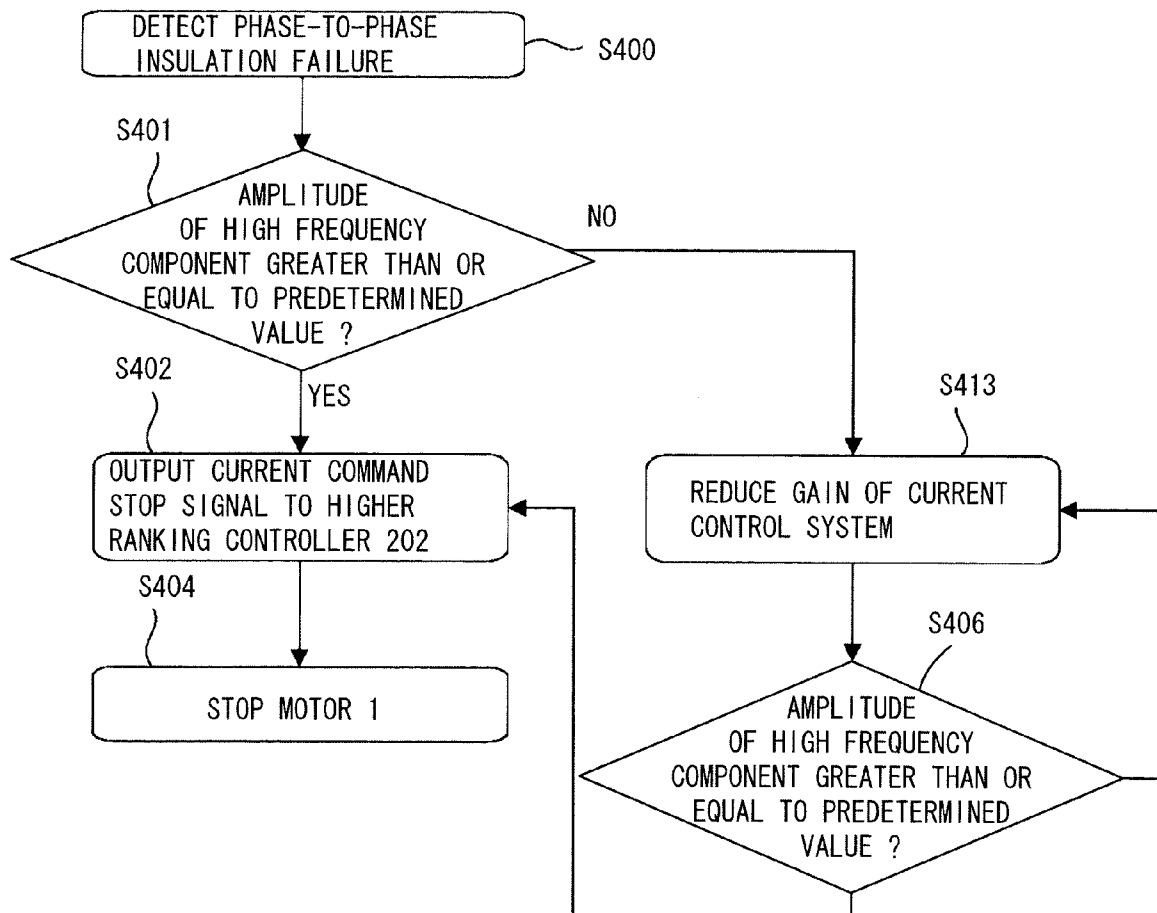 DETECT PHASE-TO-PHASE
INSULATION FAILURE
S400
S401
AMPLITUDE
OF HIGH FREQUENCY
COMPONENT GREATER THAN OR
EQUAL TO PREDETERMINED
VALUE ?
NO
YES
S402
OUTPUT CURRENT COMMAND
STOP SIGNAL TO HIGHER
RANKING CONTROLLER 202
S413
REDUCE GAIN OF CURRENT
CONTROL SYSTEM
S404
STOP MOTOR 1
S406
AMPLITUDE
OF HIGH FREQUENCY
COMPONENT GREATER THAN OR
EQUAL TO PREDETERMINED
VALUE ?